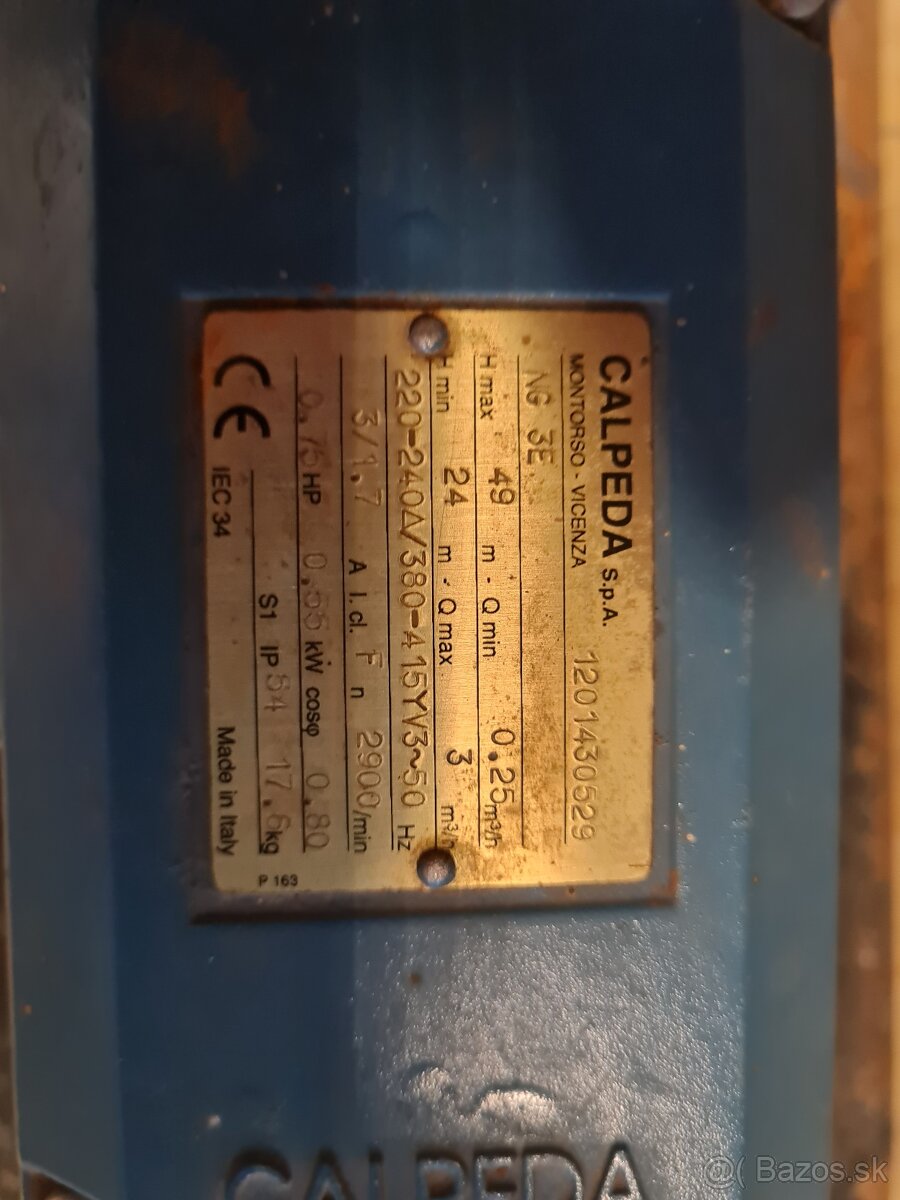 CALPEDA S.p.A. 1201430529
MONTORSO - VICENZA
NG 3E
H max 49 m - Q min 0.25 m³/h
H min 24 m - Q max 3 m³/h
220-240Δ/380-415YV3~50 Hz
3/1.7 A I.cl. F n 2900/min
0.75 HP 0.55 kW cosφ 0.80
S1 IP 54 17.6 kg
CE IEC 34 Made in Italy
P 163
CALPEDA
@( Bazos.sk